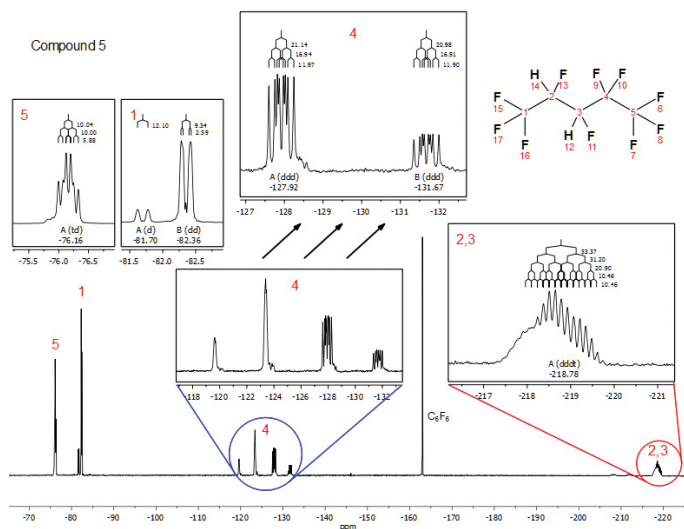 Compound 5
4
21.14
16.94
11.97
20.98
16.91
11.90
A (ddd)
-127.92
B (ddd)
-131.67
-127 -128 -129 -130 -131 -132
5
10.04
10.00
5.88
A (td)
-76.16
-75.5 -76.0 -76.5
1
12.10
9.34
2.59
A (d)
-81.70
B (dd)
-82.36
-81.5 -82.0 -82.5
H F F F
14 13 9 10
F 15 2 4 F 6
1 3 5
F 17 H F F 8
12 11
F F
16 7
2,3
33.37
31.20
20.90
10.46
10.46
A (dddt)
-218.78
-217 -218 -219 -220 -221
4
-118 -120 -122 -124 -126 -128 -130 -132
1
5
4
C6F6
2,3
-70 -80 -90 -100 -110 -120 -130 -140 -150 -160 -170 -180 -190 -200 -210 -220
ppm